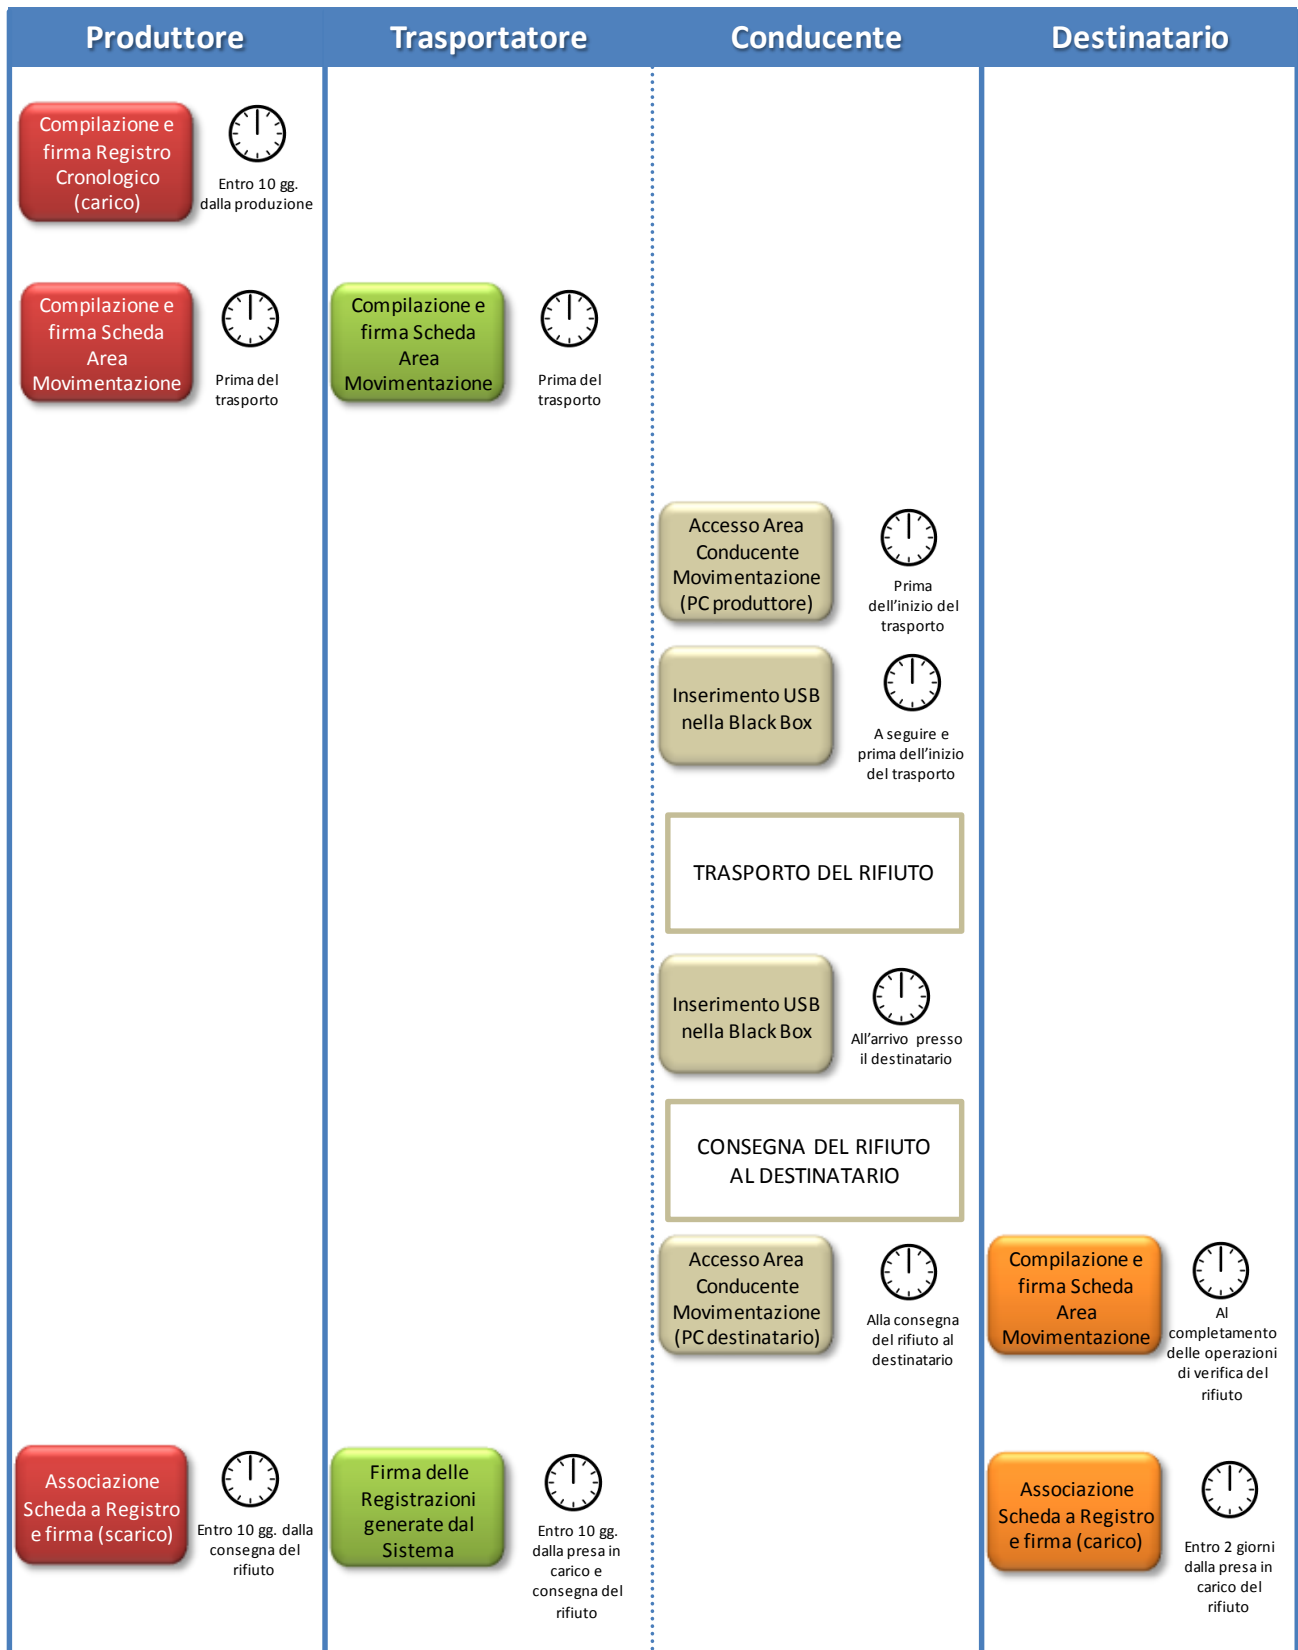 Produttore
Trasportatore
Conducente
Destinatario
Compilazione e
firma Registro
Cronologico
(carico)
Entro 10 gg.
dalla produzione
Compilazione e
firma Scheda
Area
Movimentazione
Prima del
trasporto
Compilazione e
firma Scheda
Area
Movimentazione
Prima del
trasporto
Accesso Area
Conducente
Movimentazione
(PC produttore)
Prima
dell'inizio del
trasporto
Inserimento USB
nella Black Box
A seguire e
prima dell'inizio
del trasporto
TRASPORTO DEL RIFIUTO
Inserimento USB
nella Black Box
All'arrivo presso
il destinatario
CONSEGNA DEL RIFIUTO
AL DESTINATARIO
Accesso Area
Conducente
Movimentazione
(PC destinatario)
Alla consegna
del rifiuto al
destinatario
Compilazione e
firma Scheda
Area
Movimentazione
Al
completamento
delle operazioni
di verifica del
rifiuto
Associazione
Scheda a Registro
e firma (scarico)
Entro 10 gg. dalla
consegna del
rifiuto
Firma delle
Registrazioni
generate dal
Sistema
Entro 10 gg.
dalla presa in
carico e
consegna del
rifiuto
Associazione
Scheda a Registro
e firma (carico)
Entro 2 giorni
dalla presa in
carico del
rifiuto